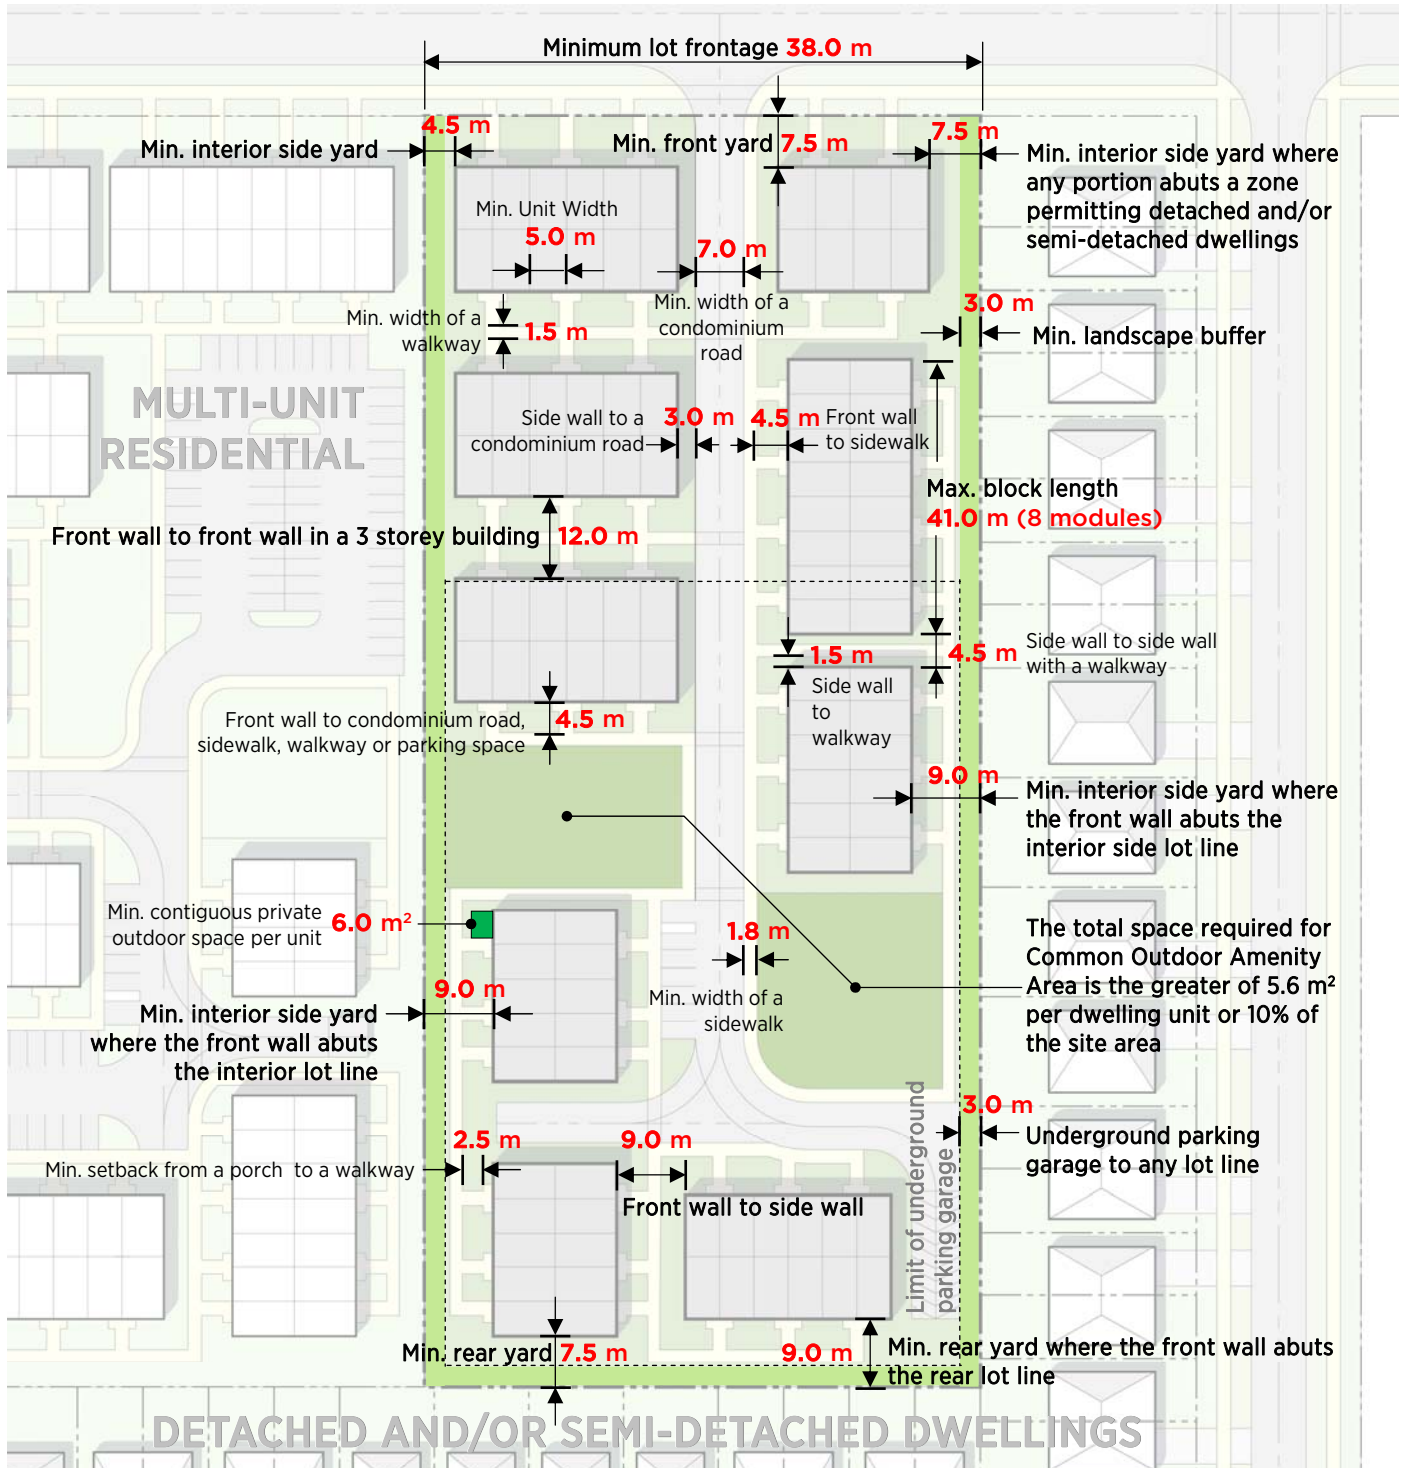 Minimum lot frontage 38.0 m
4.5 m
Min. interior side yard
Min. front yard 7.5 m
7.5 m
Min. interior side yard where
any portion abuts a zone
permitting detached and/or
semi-detached dwellings
Min. Unit Width
5.0 m
7.0 m
Min. width of a
condominium
road
Min. width of a
walkway
1.5 m
3.0 m
Min. landscape buffer
MULTI-UNIT
RESIDENTIAL
Side wall to a
condominium road
3.0 m
4.5 m
Front wall
to sidewalk
Max. block length
41.0 m (8 modules)
Front wall to front wall in a 3 storey building 12.0 m
1.5 m
Side wall
to
walkway
4.5 m
Side wall to side wall
with a walkway
Front wall to condominium road,
sidewalk, walkway or parking space
4.5 m
9.0 m
Min. interior side yard where
the front wall abuts the
interior side lot line
Min. contiguous private
outdoor space per unit
6.0 m²
1.8 m
Min. width of a
sidewalk
The total space required for
Common Outdoor Amenity
Area is the greater of 5.6 m²
per dwelling unit or 10% of
the site area
9.0 m
Min. interior side yard
where the front wall abuts
the interior lot line
3.0 m
Underground parking
garage to any lot line
2.5 m
Min. setback from a porch to a walkway
9.0 m
Front wall to side wall
Limit of underground
parking garage
Min. rear yard 7.5 m
9.0 m
Min. rear yard where the front wall abuts
the rear lot line
DETACHED AND/OR SEMI-DETACHED DWELLINGS